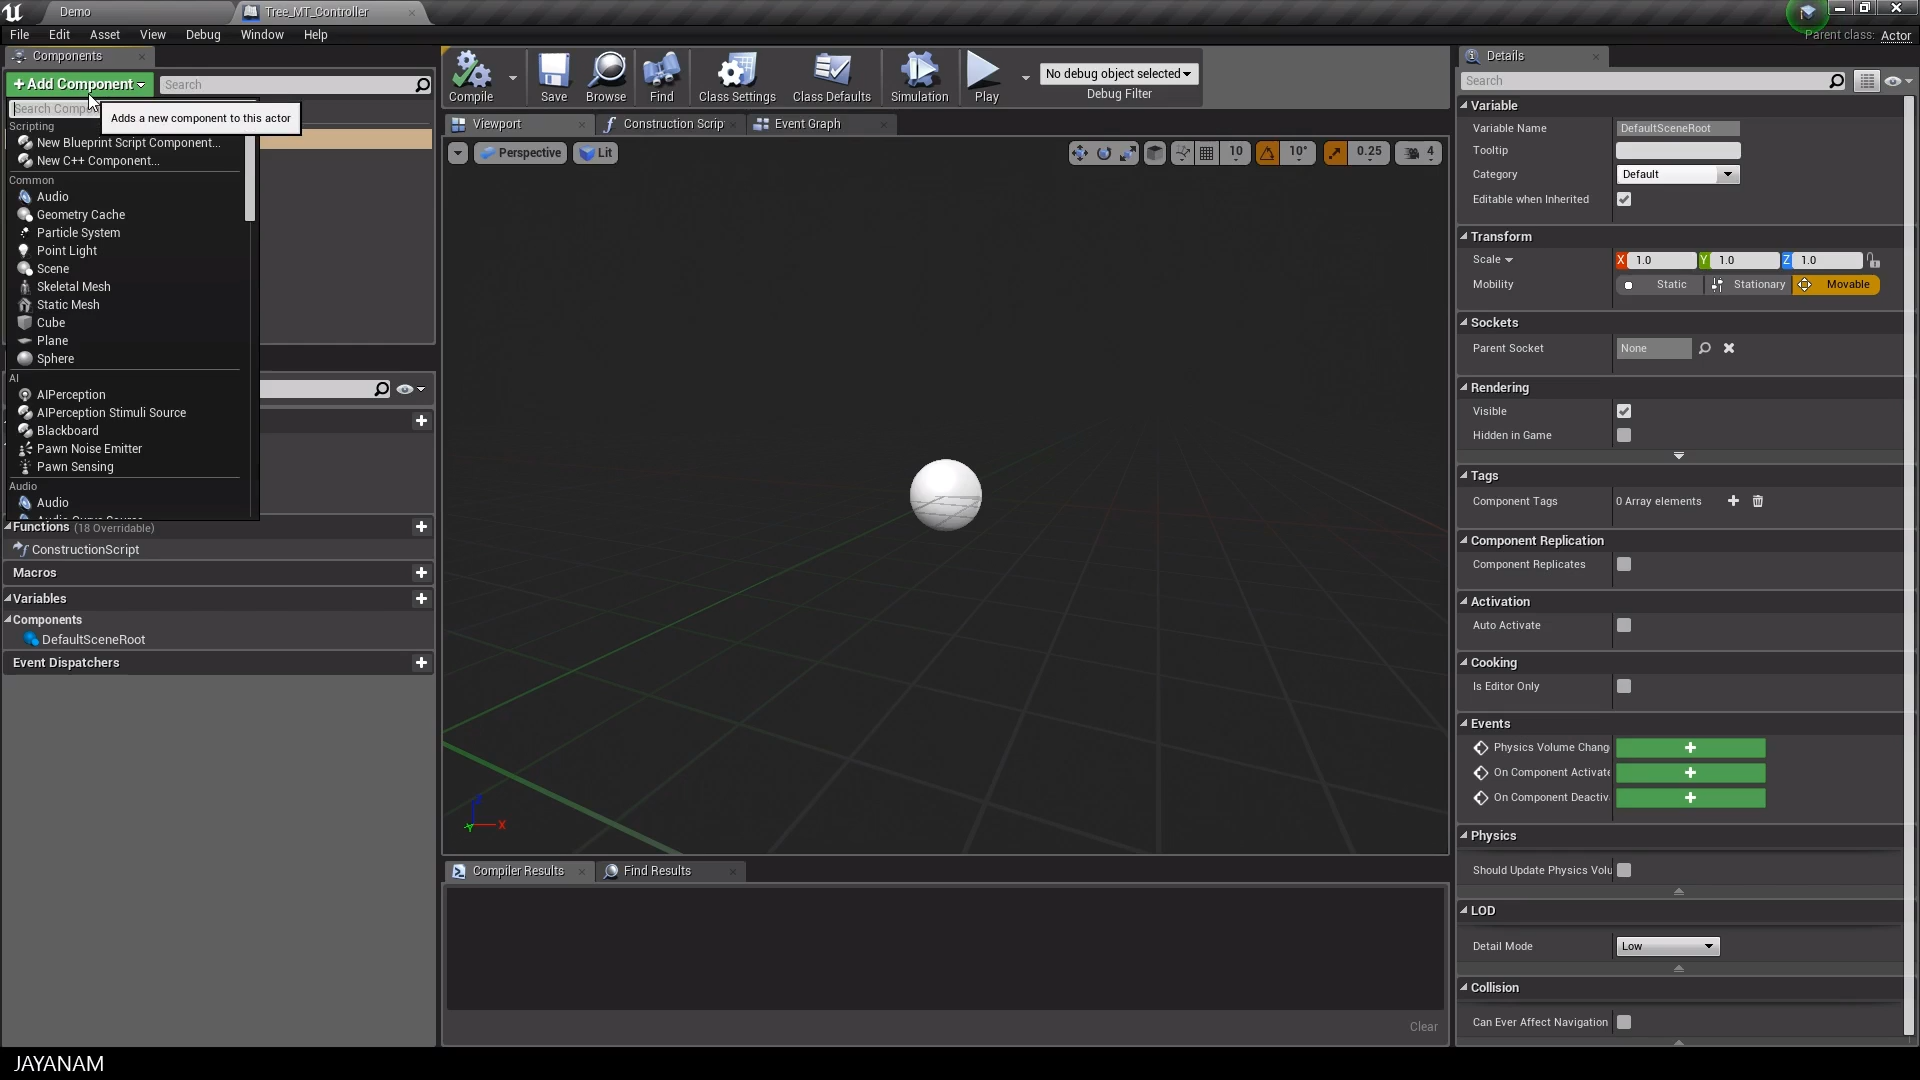 Demo
Tree_MT_Controller
File Edit Asset View Debug Window Help
Parent class: Actor
Components
+Add Component
Search
Search Compo
Adds a new component to this actor
Scripting
New Blueprint Script Component...
New C++ Component...
Common
Audio
Geometry Cache
Particle System
Point Light
Scene
Skeletal Mesh
Static Mesh
Cube
Plane
Sphere
AI
AIPerception
AIPerception Stimuli Source
Blackboard
Pawn Noise Emitter
Pawn Sensing
Audio
Audio
Functions (18 Overridable)
ConstructionScript
Macros
Variables
Components
DefaultSceneRoot
Event Dispatchers
Compile
Save
Browse
Find
Class Settings
Class Defaults
Simulation
Play
No debug object selected
Debug Filter
Viewport
Construction Scrip
Event Graph
Perspective
Lit
10
10°
0.25
4
Z
Y
X
Compiler Results
Find Results
Clear
Details
Search
Variable
Variable Name DefaultSceneRoot
Tooltip
Category Default
Editable when Inherited
Transform
Scale X 1.0 Y 1.0 Z 1.0
Mobility Static Stationary Movable
Sockets
Parent Socket None
Rendering
Visible
Hidden in Game
Tags
Component Tags 0 Array elements
Component Replication
Component Replicates
Activation
Auto Activate
Cooking
Is Editor Only
Events
Physics Volume Chang
On Component Activate
On Component Deactiv
Physics
Should Update Physics Volu
LOD
Detail Mode Low
Collision
Can Ever Affect Navigation
JAYANAM